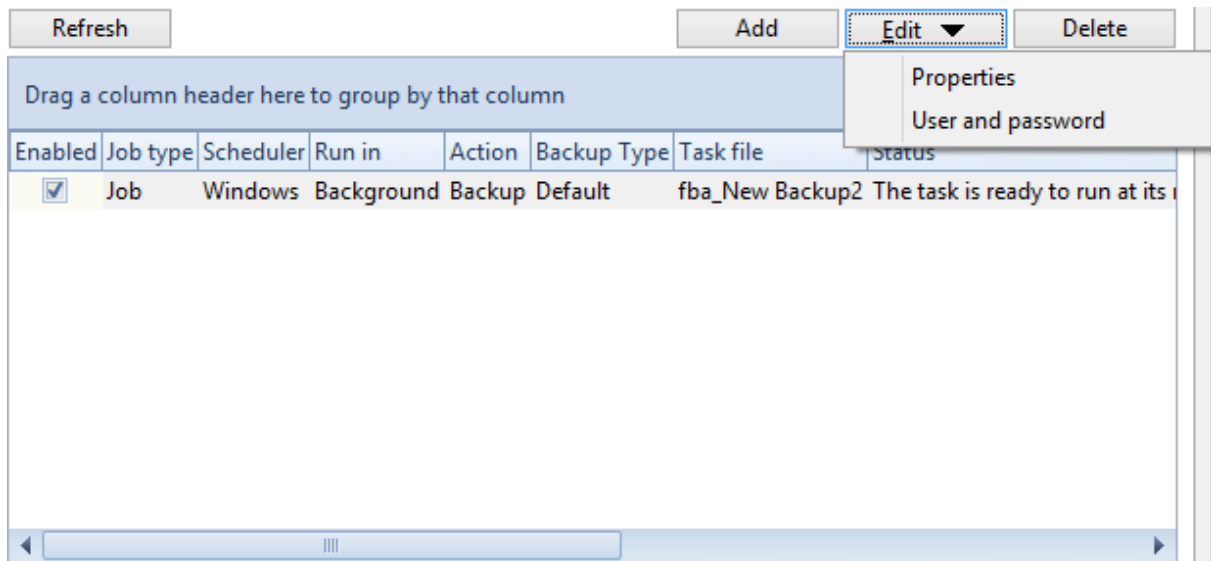 Refresh Add Edit Delete
Properties
Drag a column header here to group by that column
User and password
Enabled Job type Scheduler Run in Action Backup Type Task file Status
Job Windows Background Backup Default fba_New Backup2 The task is ready to run at its